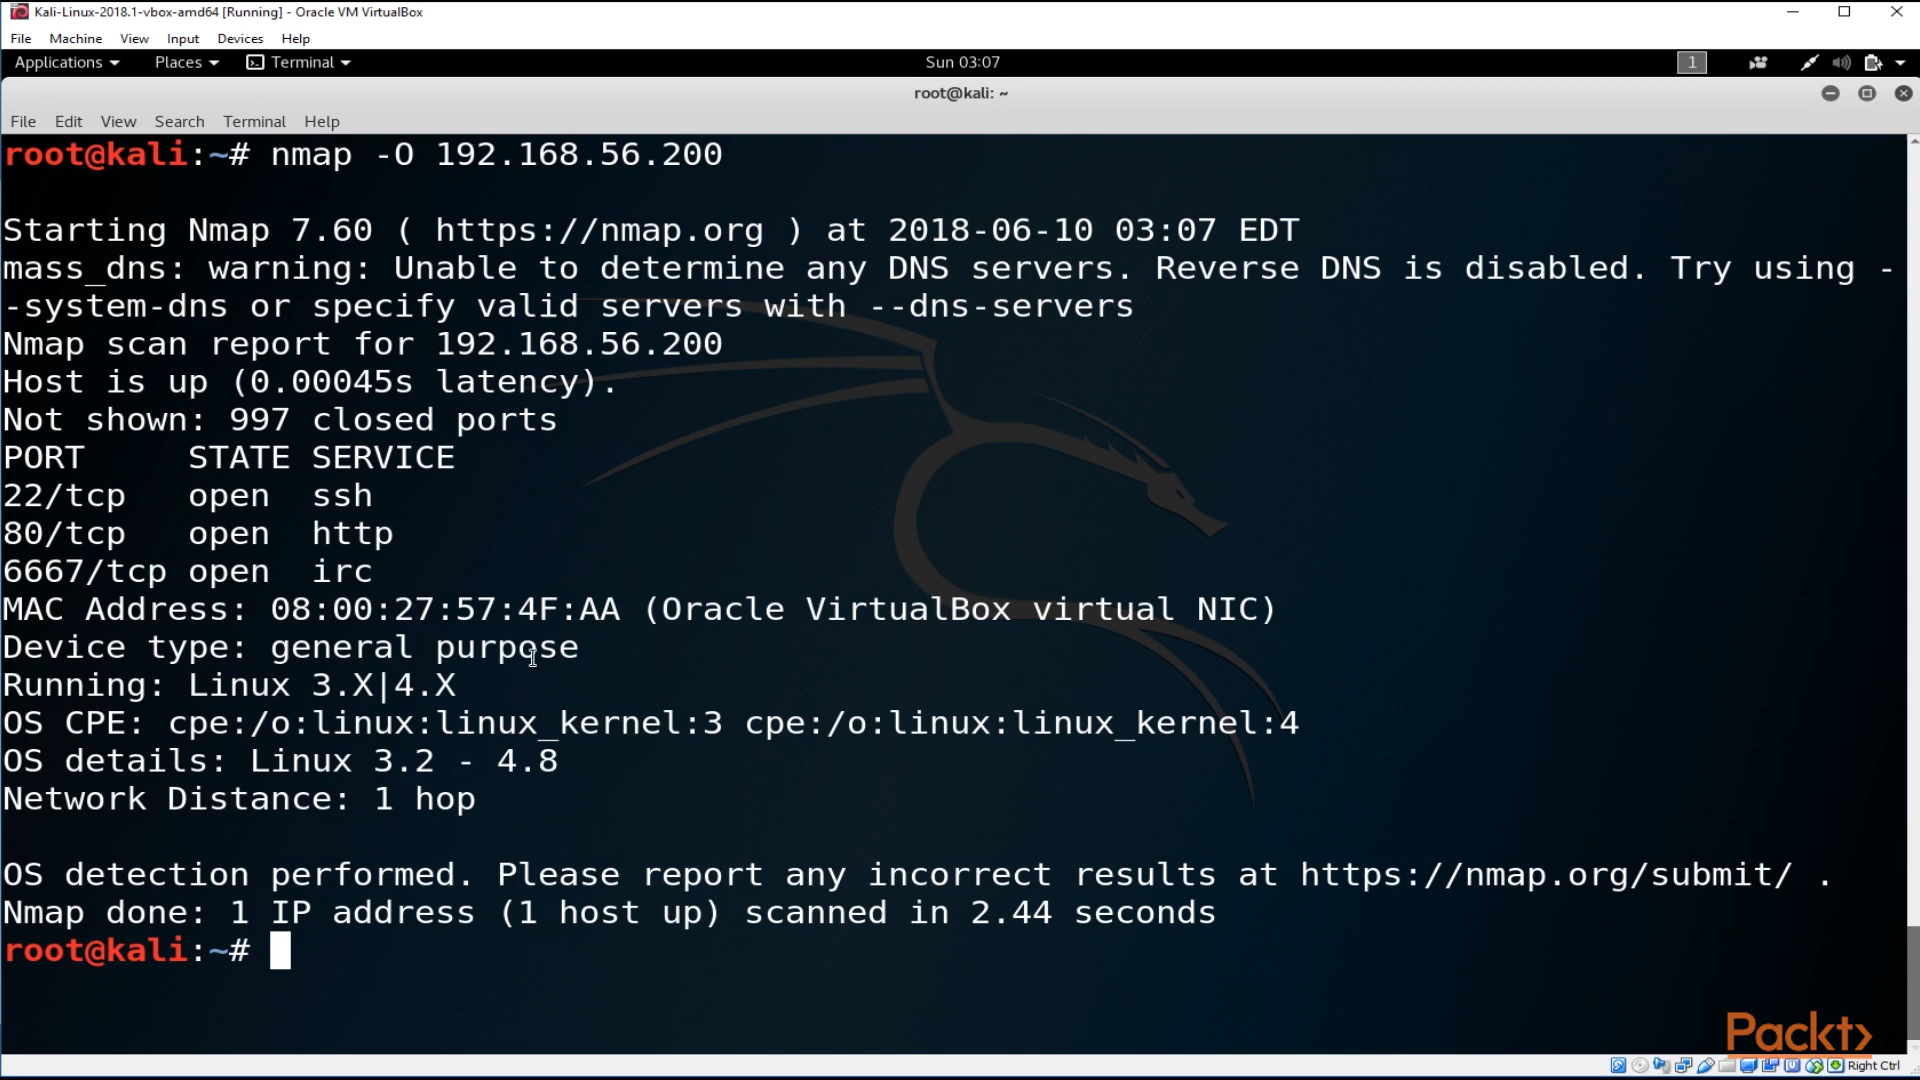 Kali-Linux-2018.1-vbox-amd64 [Running] - Oracle VM VirtualBox
File Machine View Input Devices Help
Applications Places Terminal Sun 03:07 1
root@kali: ~
File Edit View Search Terminal Help
root@kali:~# nmap -O 192.168.56.200
Starting Nmap 7.60 ( https://nmap.org ) at 2018-06-10 03:07 EDT
mass_dns: warning: Unable to determine any DNS servers. Reverse DNS is disabled. Try using -
-system-dns or specify valid servers with --dns-servers
Nmap scan report for 192.168.56.200
Host is up (0.00045s latency).
Not shown: 997 closed ports
PORT     STATE SERVICE
22/tcp   open  ssh
80/tcp   open  http
6667/tcp open  irc
MAC Address: 08:00:27:57:4F:AA (Oracle VirtualBox virtual NIC)
Device type: general purpose
Running: Linux 3.X|4.X
OS CPE: cpe:/o:linux:linux_kernel:3 cpe:/o:linux:linux_kernel:4
OS details: Linux 3.2 - 4.8
Network Distance: 1 hop
OS detection performed. Please report any incorrect results at https://nmap.org/submit/ .
Nmap done: 1 IP address (1 host up) scanned in 2.44 seconds
root@kali:~#
Packt>
Right Ctrl